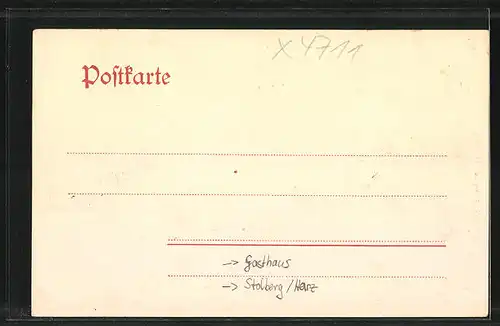 X 4711
Postkarte
-> Gasthaus
-> Stolberg/Harz